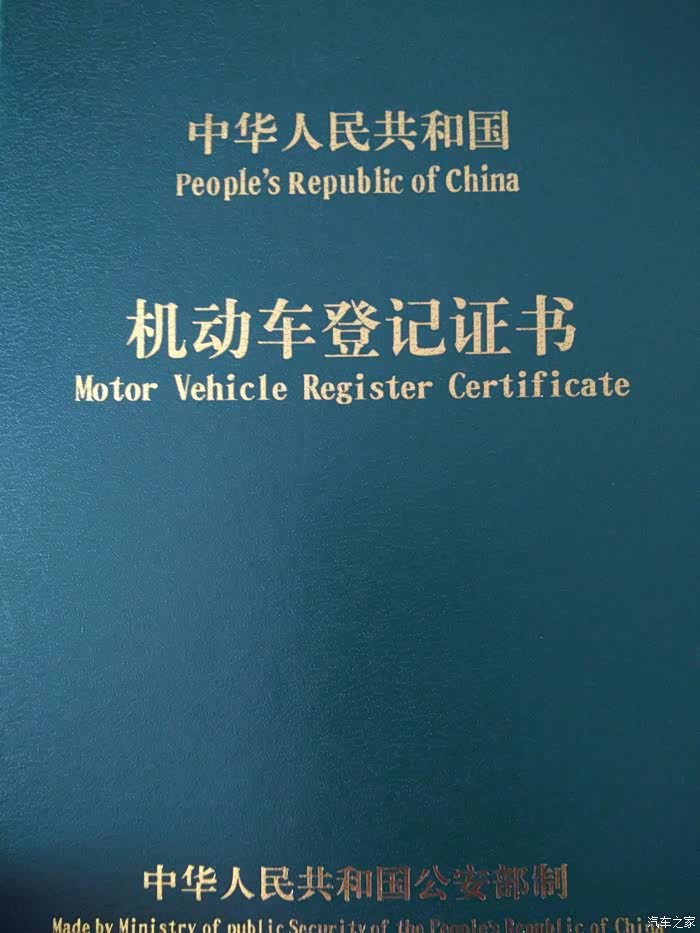 中华人民共和国
People's Republic of China
机动车登记证书
Motor Vehicle Register Certificate
中华人民共和国公安部制
Made by Ministry of public Security of the People's Republic of China
汽车之家